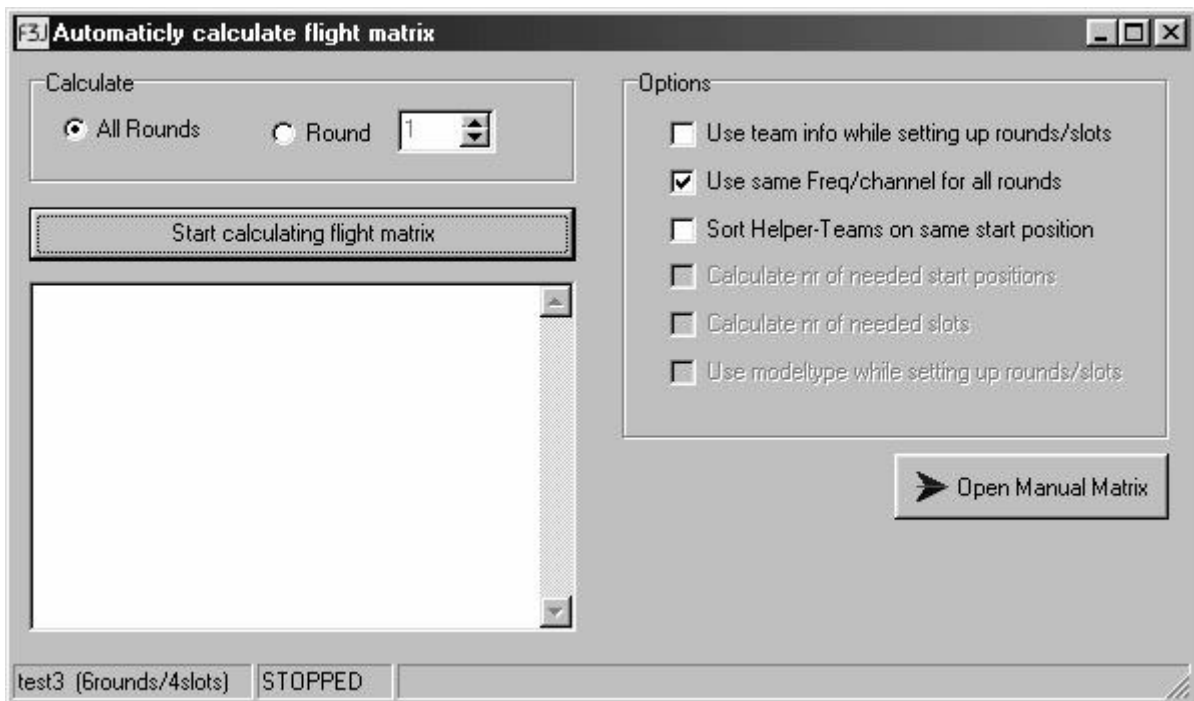 F3J Automaticly calculate flight matrix
Calculate
All Rounds
Round
1
Start calculating flight matrix
Options
Use team info while setting up rounds/slots
Use same Freq/channel for all rounds
Sort Helper-Teams on same start position
Calculate nr of needed start positions
Calculate nr of needed slots
Use modeltype while setting up rounds/slots
Open Manual Matrix
test3 (6rounds/4slots)
STOPPED